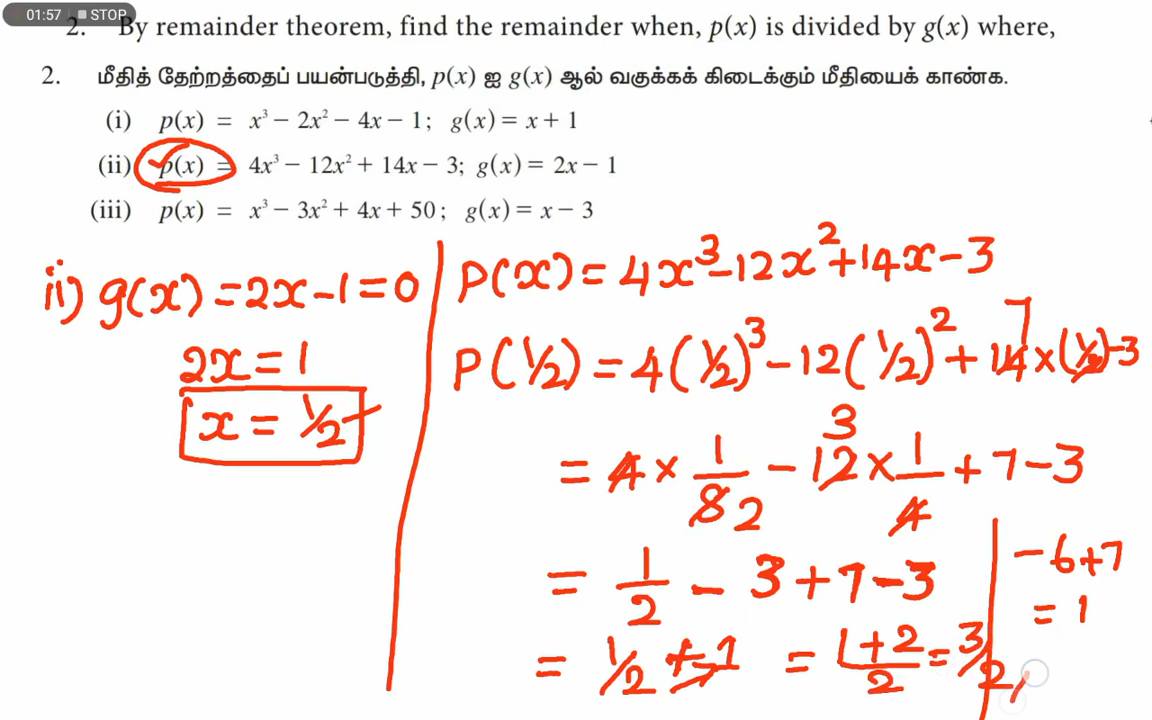 01:57 STOP
2. By remainder theorem, find the remainder when, p(x) is divided by g(x) where,
2. மீதித் தேற்றத்தைப் பயன்படுத்தி, p(x) ஐ g(x) ஆல் வகுக்கக் கிடைக்கும் மீதியைக் காண்க.
(i) p(x) = x³ − 2x² − 4x − 1; g(x) = x + 1
(ii) p(x) = 4x³ − 12x² + 14x − 3; g(x) = 2x − 1
(iii) p(x) = x³ − 3x² + 4x + 50; g(x) = x − 3
ii) g(x) = 2x − 1 = 0
2x = 1
x = 1/2
P(x) = 4x³ − 12x² + 14x − 3
P(1/2) = 4(1/2)³ − 12(1/2)² + 14 × (1/2) − 3
7
3
= 4 × 1/8 − 12 × 1/4 + 7 − 3
2
= 1/2 − 3 + 7 − 3
= 1/2 + 1 = 1+2/2 = 3/2
− 6 + 7
= 1